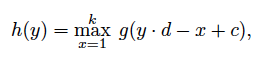 h(y) = max_{x=1}^{k} g(y · d − x + c),